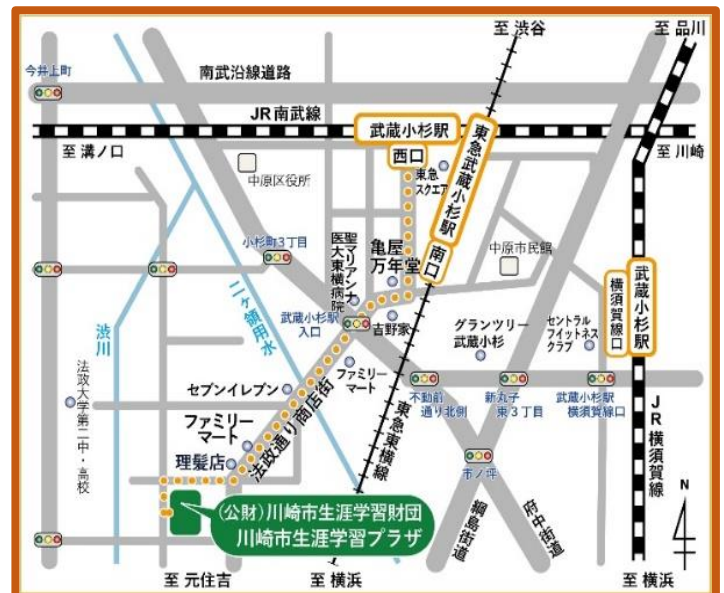 至 渋谷
至 品川
今井上町
南武沿線道路
JR南武線
武蔵小杉駅
西口
至 溝ノ口
至 川崎
東急
スクエア
東急武蔵小杉駅
南口
中原区役所
小杉町3丁目
聖マリアンナ
医大東横病院
亀屋
万年堂
中原市民館
武蔵小杉駅
横須賀線口
二ヶ領用水
渋川
武蔵小杉駅
入口
吉野家
グランツリー
武蔵小杉
セントラル
フイットネス
クラブ
ファミリー
マート
セブンイレブン
法政大学第二中・高校
不動前
通り北側
新丸子
東3丁目
武蔵小杉駅
横須賀線口
ファミリー
マート
理髪店
法政通り商店街
東急東横線
JR横須賀線
市ノ坪
綱島街道
府中街道
N
(公財)川崎市生涯学習財団
川崎市生涯学習プラザ
至 元住吉
至 横浜
至 横浜